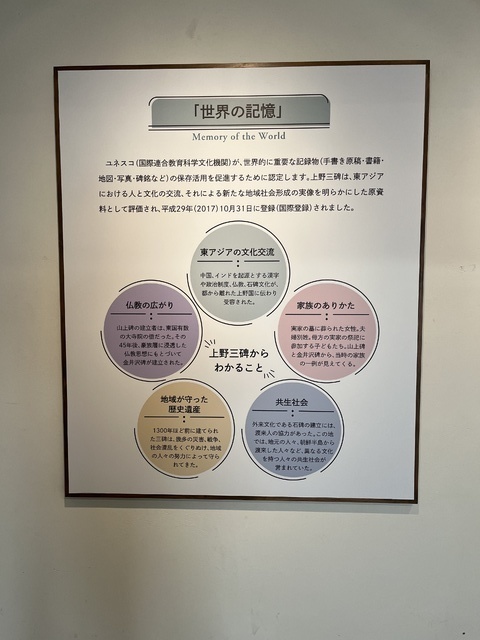 「世界の記憶」
Memory of the World
ユネスコ(国際連合教育科学文化機関)が、世界的に重要な記録物(手書き原稿・書籍・
地図・写真・碑銘など)の保存活用を促進するために認定します。上野三碑は、東アジア
における人と文化の交流、それによる新たな地域社会形成の実像を明らかにした原資
料として評価され、平成29年(2017)10月31日に登録(国際登録)されました。
東アジアの文化交流
中国、インドを起源とする漢字
や政治制度、仏教、石碑文化が、
都から離れた上野国に伝わり
受容された。
仏教の広がり
山上碑の建立者は、東国有数
の大寺院の僧だった。その
45年後、豪族層に浸透した
仏教思想にもとづいて
金井沢碑が建立された。
家族のありかた
実家の墓に葬られた女性。夫
婦別姓。母方の実家の祭祀に
参加する子どもたち。山上碑
と金井沢碑から、当時の家族
の一例が見えてくる。
上野三碑から
わかること
地域が守った
歴史遺産
1300年ほど前に建てられ
た三碑は、幾多の災害、戦争、
社会混乱をくぐりぬけ、地域
の人々の努力によって守ら
れてきた。
共生社会
外来文化である石碑の建立には、
渡来人の協力があった。この地
では、地元の人々、朝鮮半島から
渡来した人々など、異なる文化
を持つ人々の共生社会が
営まれていた。